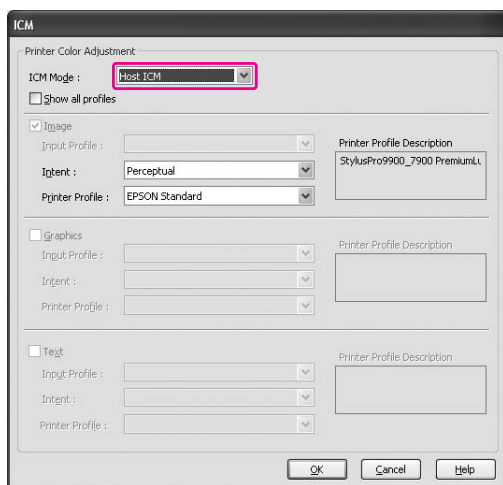 ICM
Printer Color Adjustment
ICM Mode : Host ICM
Show all profiles
Image
Input Profile :
Printer Profile Description
Intent : Perceptual
StylusPro9900_7900 PremiumLu
Printer Profile : EPSON Standard
Graphics
Input Profile :
Printer Profile Description
Intent :
Printer Profile :
Text
Input Profile :
Printer Profile Description
Intent :
Printer Profile :
OK Cancel Help